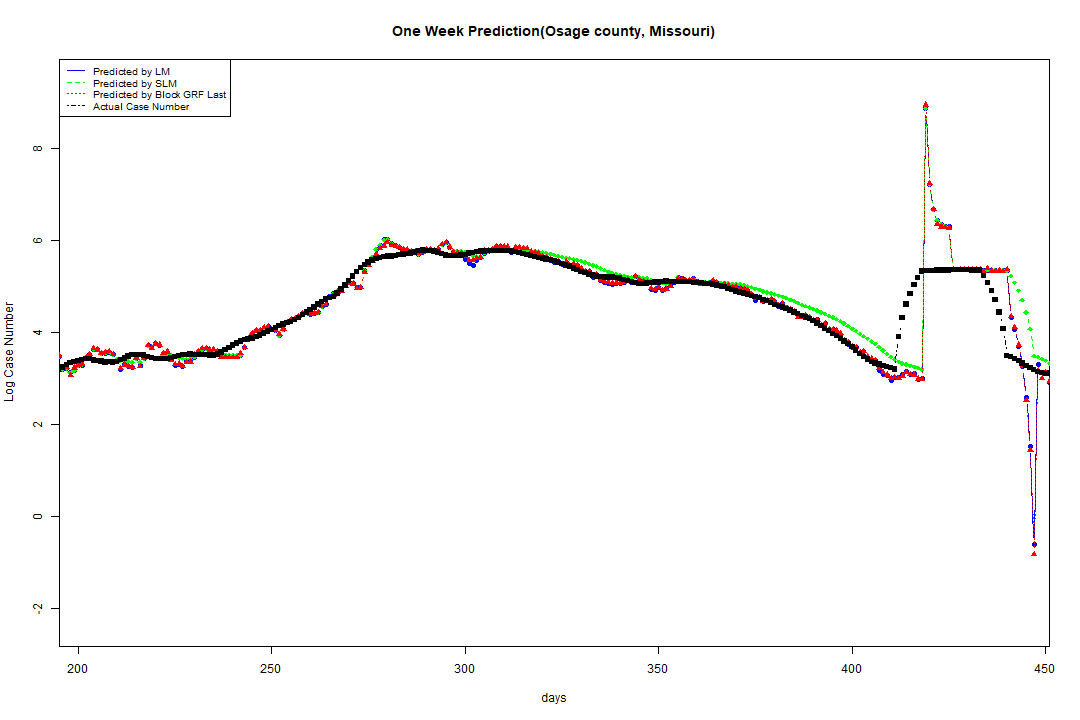 One Week Prediction(Osage county, Missouri)
Predicted by LM
Predicted by SLM
Predicted by Block GRF Last
Actual Case Number
8
6
4
2
0
-2
Log Case Number
200 250 300 350 400 450
days